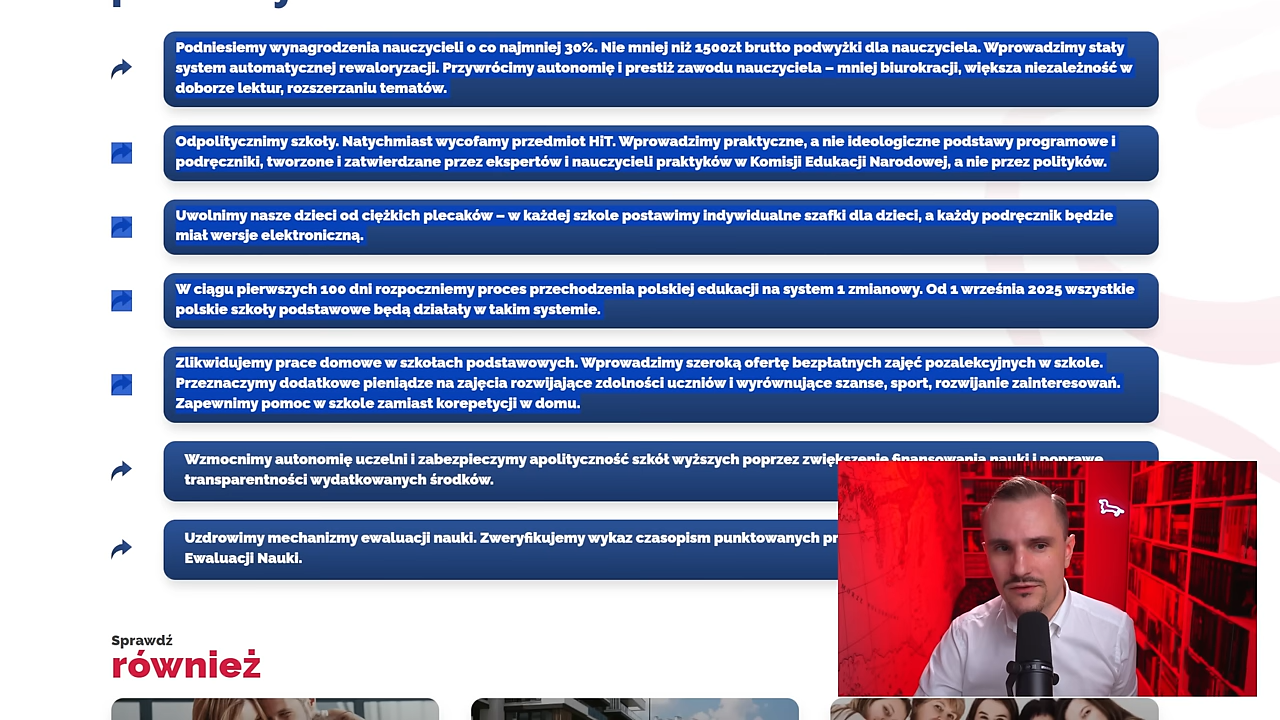 Podniesiemy wynagrodzenia nauczycieli o co najmniej 30%. Nie mniej niż 1500zł brutto podwyżki dla nauczyciela. Wprowadzimy stały
system automatycznej rewaloryzacji. Przywrócimy autonomię i prestiż zawodu nauczyciela – mniej biurokracji, większa niezależność w
doborze lektur, rozszerzaniu tematów.
Odpolitycznimy szkoły. Natychmiast wycofamy przedmiot HiT. Wprowadzimy praktyczne, a nie ideologiczne podstawy programowe i
podręczniki, tworzone i zatwierdzane przez ekspertów i nauczycieli praktyków w Komisji Edukacji Narodowej, a nie przez polityków.
Uwolnimy nasze dzieci od ciężkich plecaków – w każdej szkole postawimy indywidualne szafki dla dzieci, a każdy podręcznik będzie
miał wersje elektroniczną.
W ciągu pierwszych 100 dni rozpoczniemy proces przechodzenia polskiej edukacji na system 1 zmianowy. Od 1 września 2025 wszystkie
polskie szkoły podstawowe będą działały w takim systemie.
Zlikwidujemy prace domowe w szkołach podstawowych. Wprowadzimy szeroką ofertę bezpłatnych zajęć pozalekcyjnych w szkole.
Przeznaczymy dodatkowe pieniądze na zajęcia rozwijające zdolności uczniów i wyrównujące szanse, sport, rozwijanie zainteresowań.
Zapewnimy pomoc w szkole zamiast korepetycji w domu.
Wzmocnimy autonomię uczelni i zabezpieczymy apolityczność szkół wyższych poprzez zwiększenie finansowania nauki i poprawę
transparentności wydatkowanych środków.
Uzdrowimy mechanizmy ewaluacji nauki. Zweryfikujemy wykaz czasopism punktowanych
Ewaluacji Nauki.
Sprawdź
również